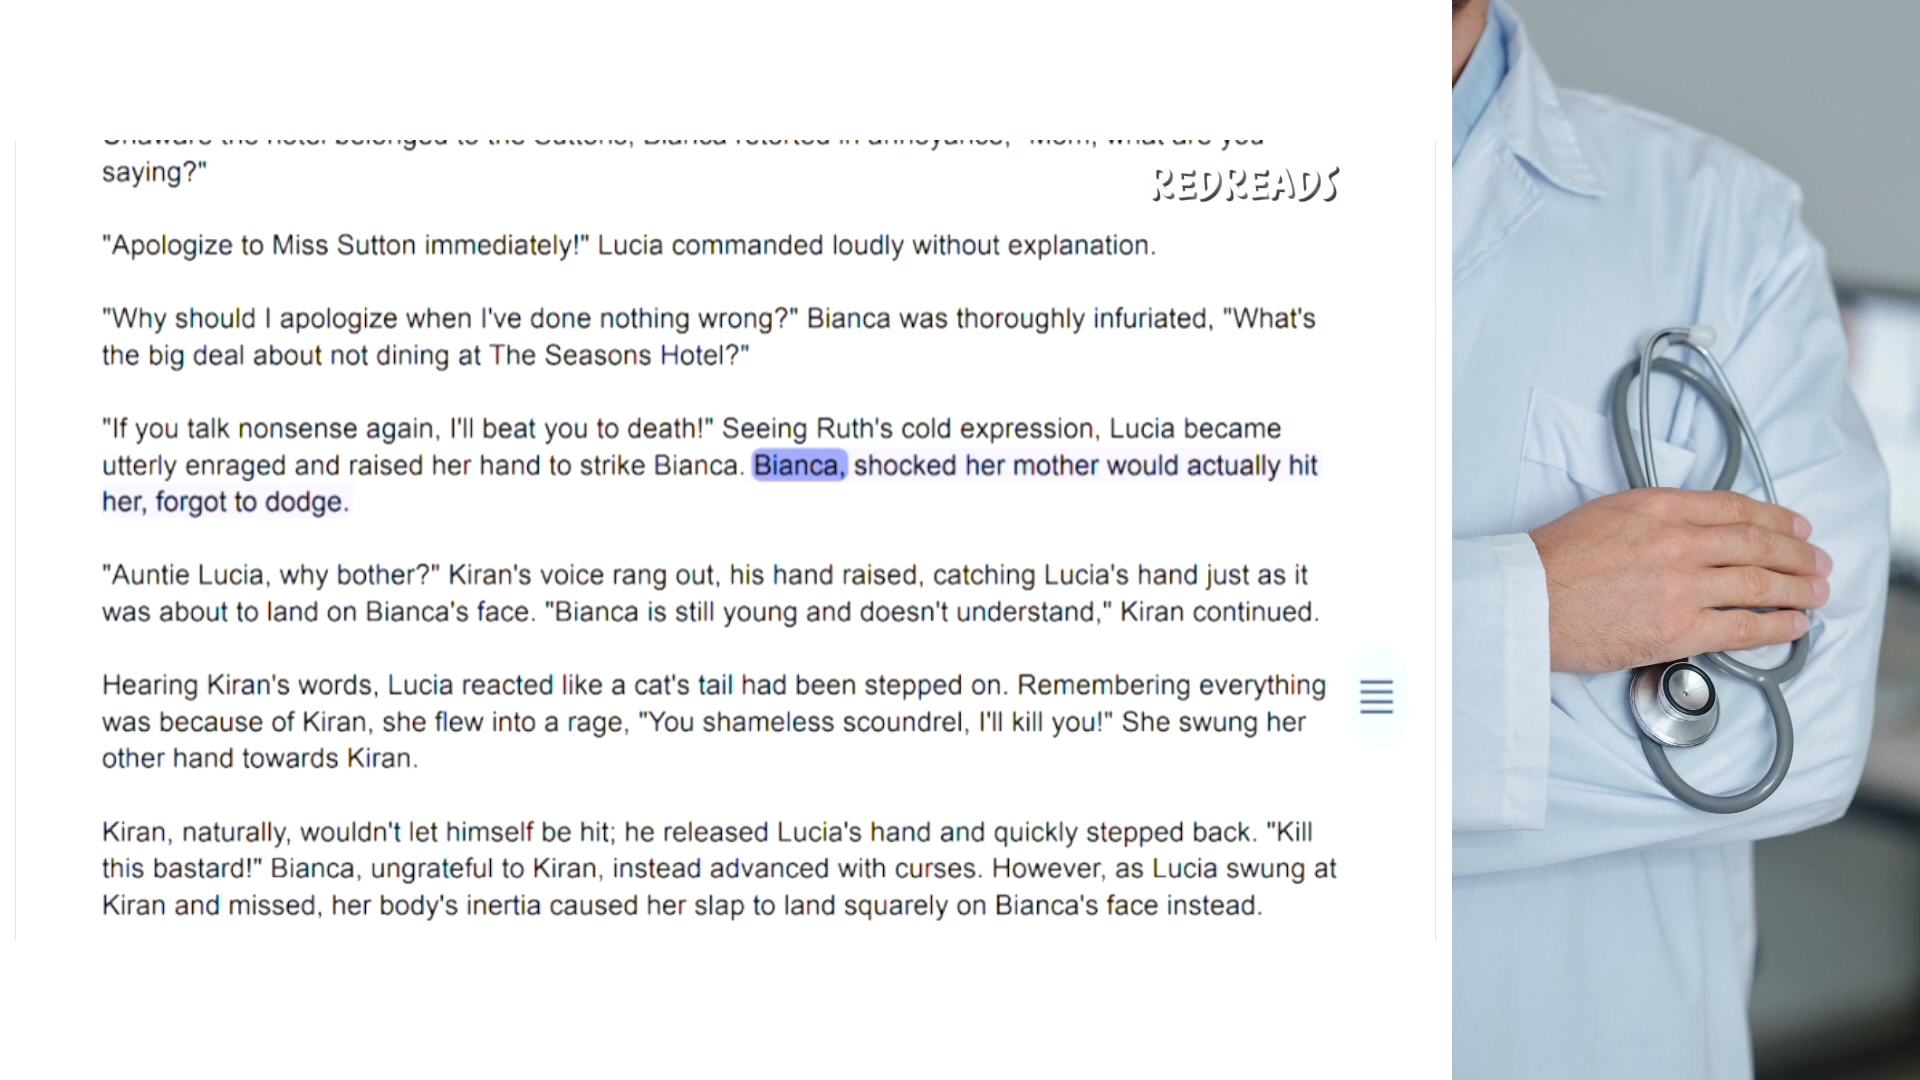 saying?"
REDREADS
"Apologize to Miss Sutton immediately!" Lucia commanded loudly without explanation.
"Why should I apologize when I've done nothing wrong?" Bianca was thoroughly infuriated, "What's
the big deal about not dining at The Seasons Hotel?"
"If you talk nonsense again, I'll beat you to death!" Seeing Ruth's cold expression, Lucia became
utterly enraged and raised her hand to strike Bianca. Bianca, shocked her mother would actually hit
her, forgot to dodge.
"Auntie Lucia, why bother?" Kiran's voice rang out, his hand raised, catching Lucia's hand just as it
was about to land on Bianca's face. "Bianca is still young and doesn't understand," Kiran continued.
Hearing Kiran's words, Lucia reacted like a cat's tail had been stepped on. Remembering everything
was because of Kiran, she flew into a rage, "You shameless scoundrel, I'll kill you!" She swung her
other hand towards Kiran.
Kiran, naturally, wouldn't let himself be hit; he released Lucia's hand and quickly stepped back. "Kill
this bastard!" Bianca, ungrateful to Kiran, instead advanced with curses. However, as Lucia swung at
Kiran and missed, her body's inertia caused her slap to land squarely on Bianca's face instead.